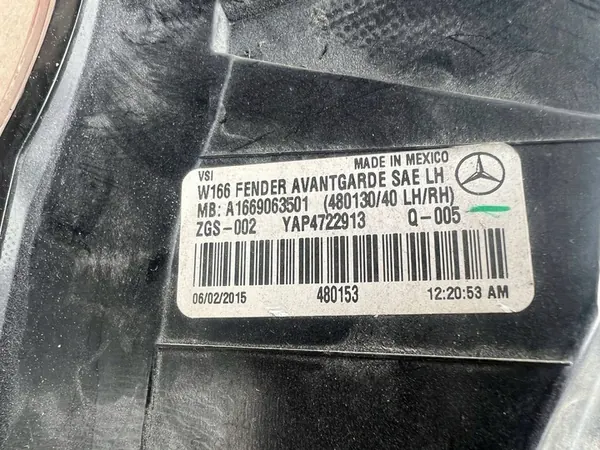 VSI MADE IN MEXICO
W166 FENDER AVANTGARDE SAE LH
MB: A1669063501 (480130/40 LH/RH)
ZGS-002 YAP4722913 Q-005
06/02/2015 480153 12:20:53 AM